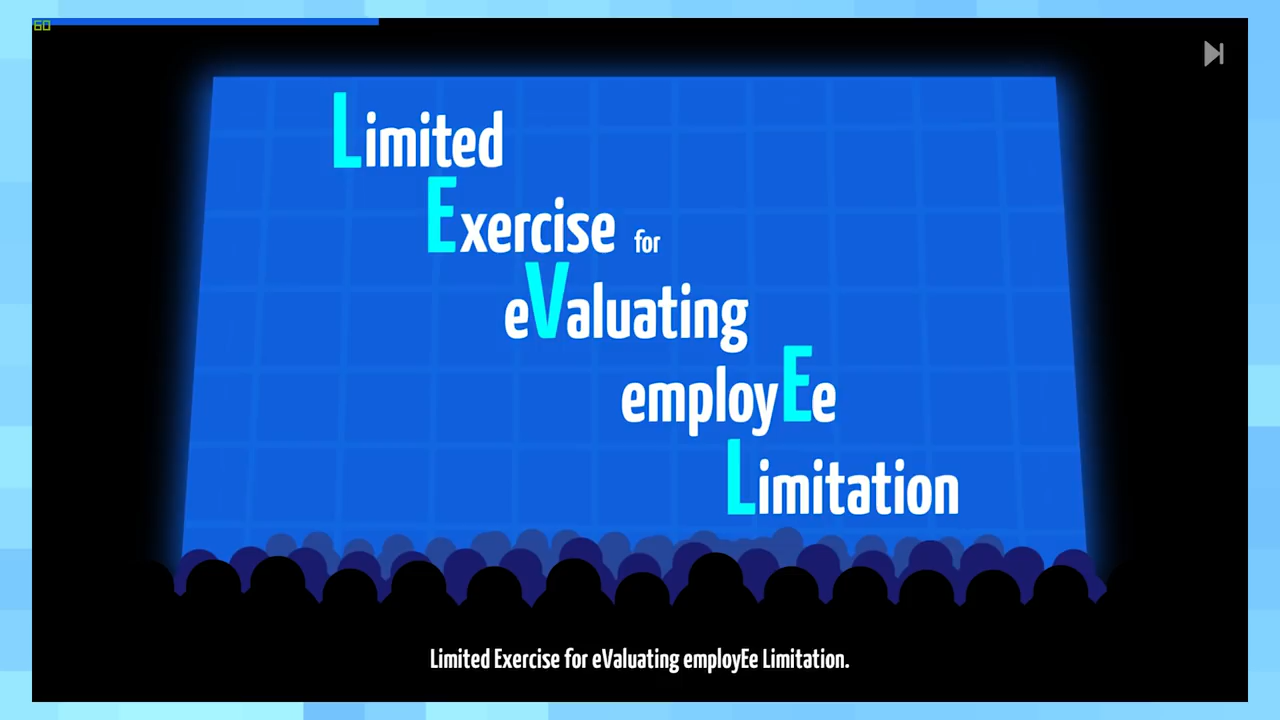 60
Limited
Exercise for
eValuating
employEe
Limitation
Limited Exercise for eValuating employEe Limitation.